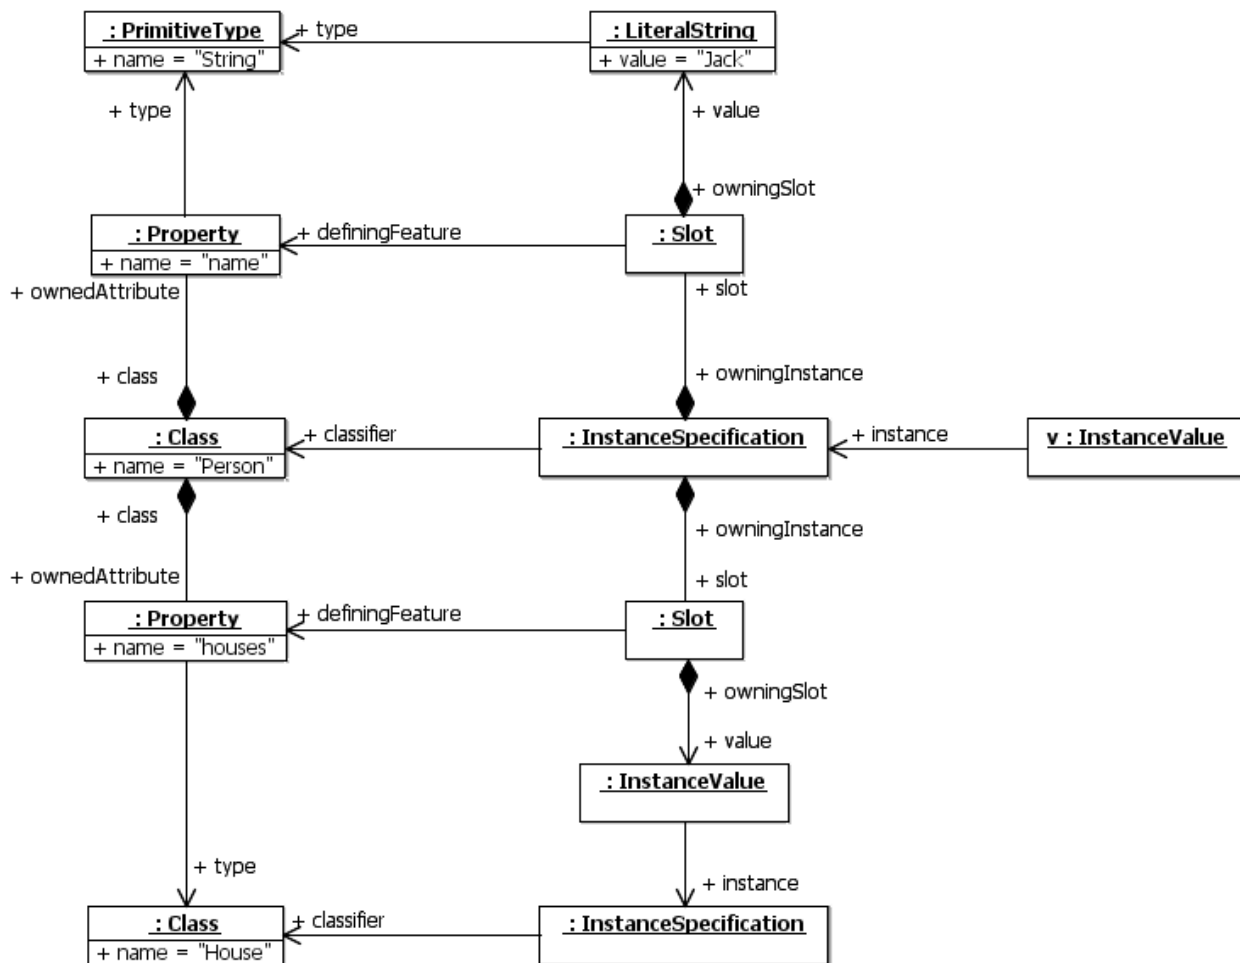 : PrimitiveType
+ name = "String"
+ type
: LiteralString
+ value = "Jack"
+ type
+ value
+ owningSlot
: Property
+ name = "name"
+ definingFeature
: Slot
+ ownedAttribute
+ slot
+ class
+ owningInstance
: Class
+ name = "Person"
+ classifier
: InstanceSpecification
+ instance
v : InstanceValue
+ class
+ owningInstance
+ ownedAttribute
+ slot
: Property
+ name = "houses"
+ definingFeature
: Slot
+ owningSlot
+ value
: InstanceValue
+ type
+ instance
: Class
+ name = "House"
+ classifier
: InstanceSpecification